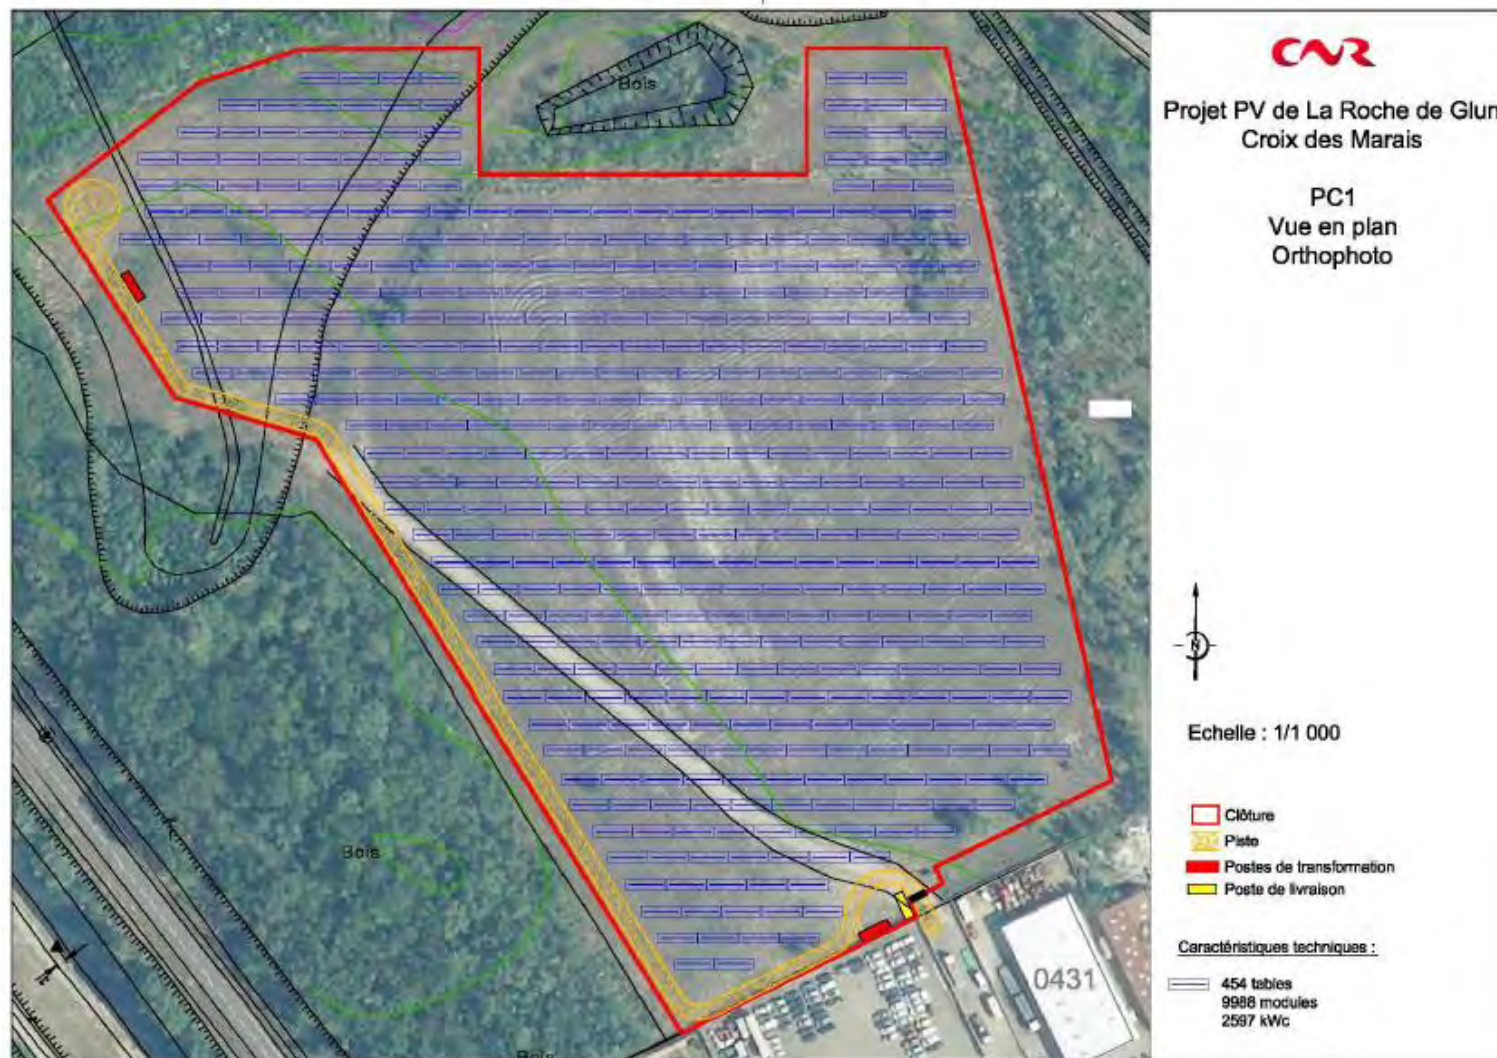 CNR
Projet PV de La Roche de Glun
Croix des Marais
PC1
Vue en plan
Orthophoto
Bois
N
Echelle : 1/1 000
Clôture
Piste
Postes de transformation
Poste de livraison
Bois
Caractéristiques techniques :
0431
454 tables
9988 modules
2597 kWc
Bois